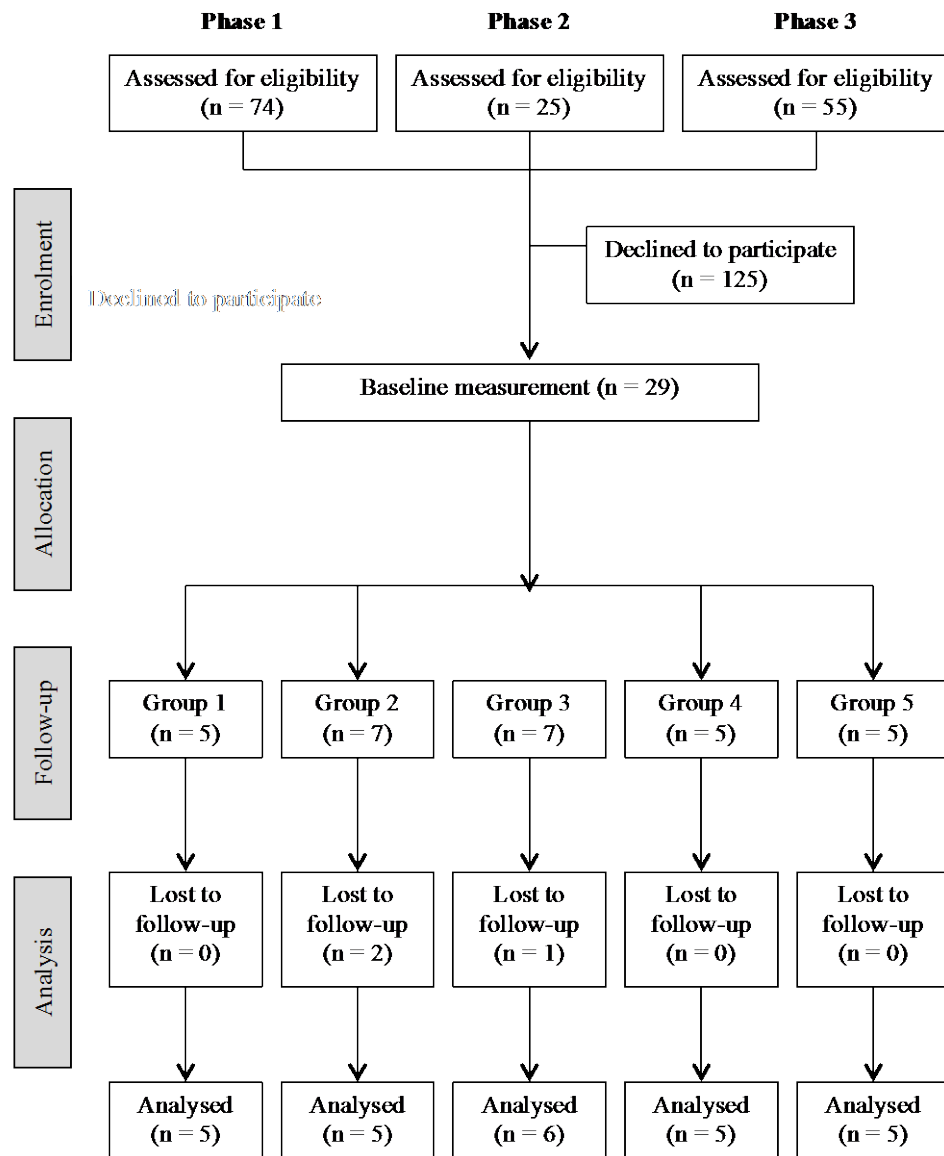 Phase 1
Phase 2
Phase 3
Assessed for eligibility
(n = 74)
Assessed for eligibility
(n = 25)
Assessed for eligibility
(n = 55)
Enrolment
Declined to participate
(n = 125)
Declined to participate
Baseline measurement (n = 29)
Allocation
Follow-up
Group 1
(n = 5)
Group 2
(n = 7)
Group 3
(n = 7)
Group 4
(n = 5)
Group 5
(n = 5)
Analysis
Lost to
follow-up
(n = 0)
Lost to
follow-up
(n = 2)
Lost to
follow-up
(n = 1)
Lost to
follow-up
(n = 0)
Lost to
follow-up
(n = 0)
Analysed
(n = 5)
Analysed
(n = 5)
Analysed
(n = 6)
Analysed
(n = 5)
Analysed
(n = 5)